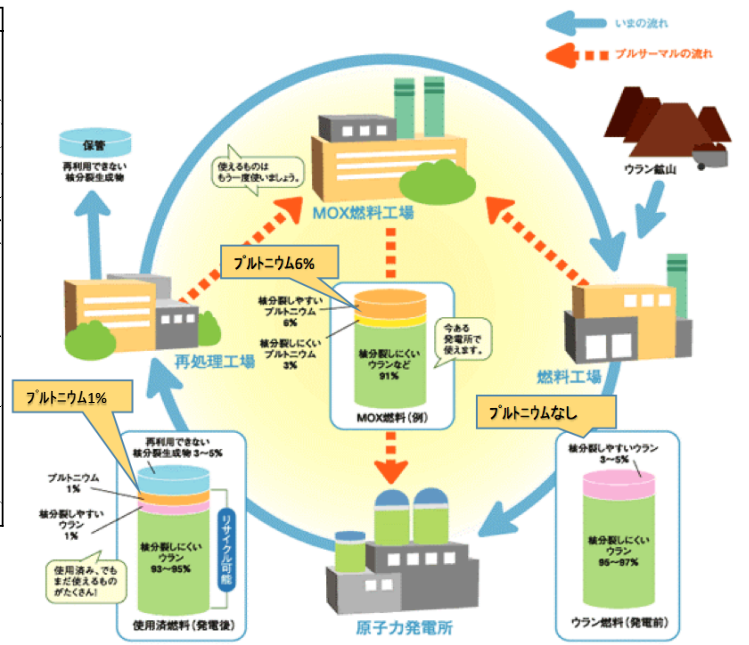 いまの流れ
プルサーマルの流れ
ウラン鉱山
保管
再利用できない
核分裂生成物
使えるものは
もう一度使いましょう。
MOX燃料工場
ﾌﾟﾙﾄﾆｳﾑ6%
核分裂しやすい
プルトニウム
6%
核分裂しにくい
プルトニウム
3%
核分裂しにくい
ウランなど
91%
MOX燃料(例)
今ある
発電所で
使えます。
再処理工場
燃料工場
ﾌﾟﾙﾄﾆｳﾑ1%
ﾌﾟﾙﾄﾆｳﾑなし
再利用できない
核分裂生成物 3~5%
プルトニウム
1%
核分裂しやすい
ウラン
1%
核分裂しにくい
ウラン
93~95%
リサイクル可能
使用済み、でも
まだ使えるもの
がたくさん!
使用済燃料(発電後)
原子力発電所
核分裂しやすいウラン
3~5%
核分裂しにくい
ウラン
95~97%
ウラン燃料(発電前)